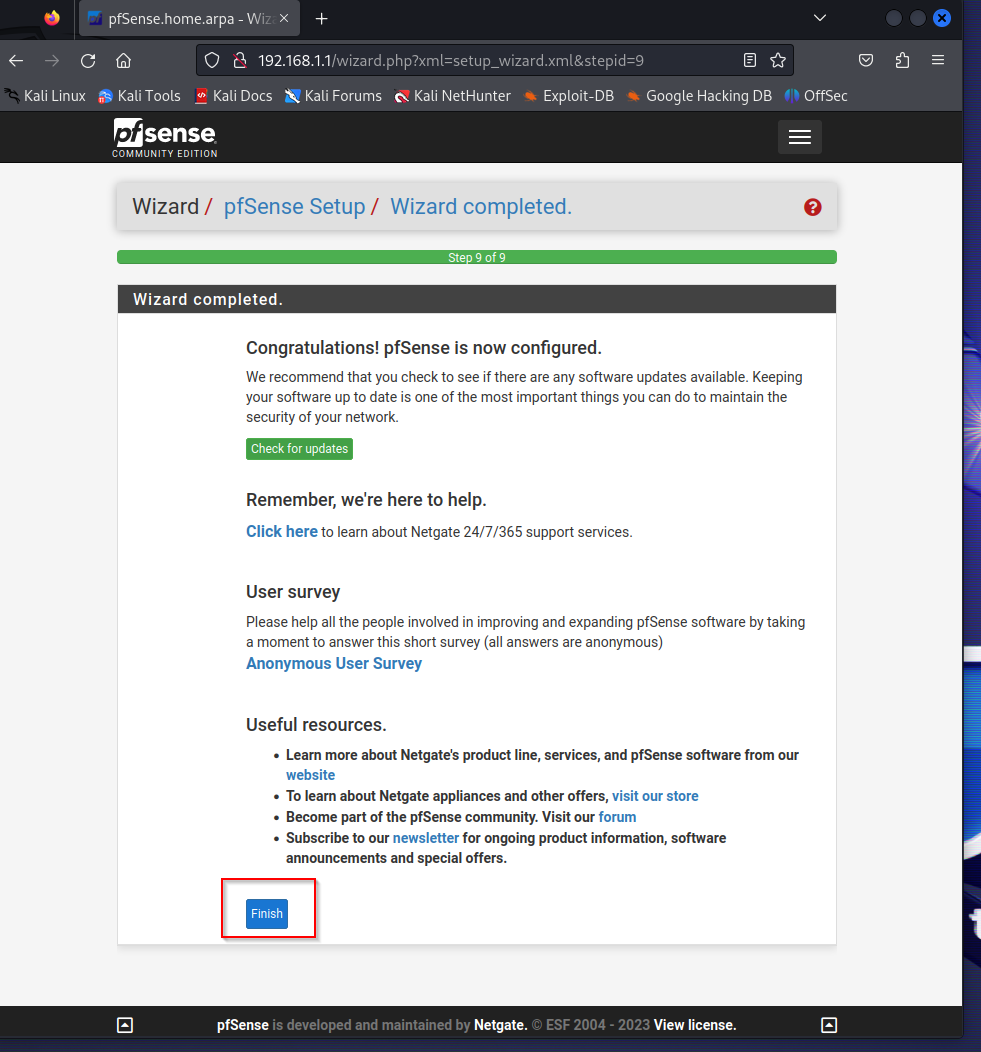 pfSense.home.arpa - Wiz
192.168.1.1/wizard.php?xml=setup_wizard.xml&stepid=9
Kali Linux Kali Tools Kali Docs Kali Forums Kali NetHunter Exploit-DB Google Hacking DB OffSec
pfsense
COMMUNITY EDITION
Wizard / pfSense Setup / Wizard completed.
Step 9 of 9
Wizard completed.
Congratulations! pfSense is now configured.
We recommend that you check to see if there are any software updates available. Keeping
your software up to date is one of the most important things you can do to maintain the
security of your network.
Check for updates
Remember, we're here to help.
Click here to learn about Netgate 24/7/365 support services.
User survey
Please help all the people involved in improving and expanding pfSense software by taking
a moment to answer this short survey (all answers are anonymous)
Anonymous User Survey
Useful resources.
• Learn more about Netgate's product line, services, and pfSense software from our
website
• To learn about Netgate appliances and other offers, visit our store
• Become part of the pfSense community. Visit our forum
• Subscribe to our newsletter for ongoing product information, software
announcements and special offers.
Finish
pfSense is developed and maintained by Netgate. © ESF 2004 - 2023 View license.